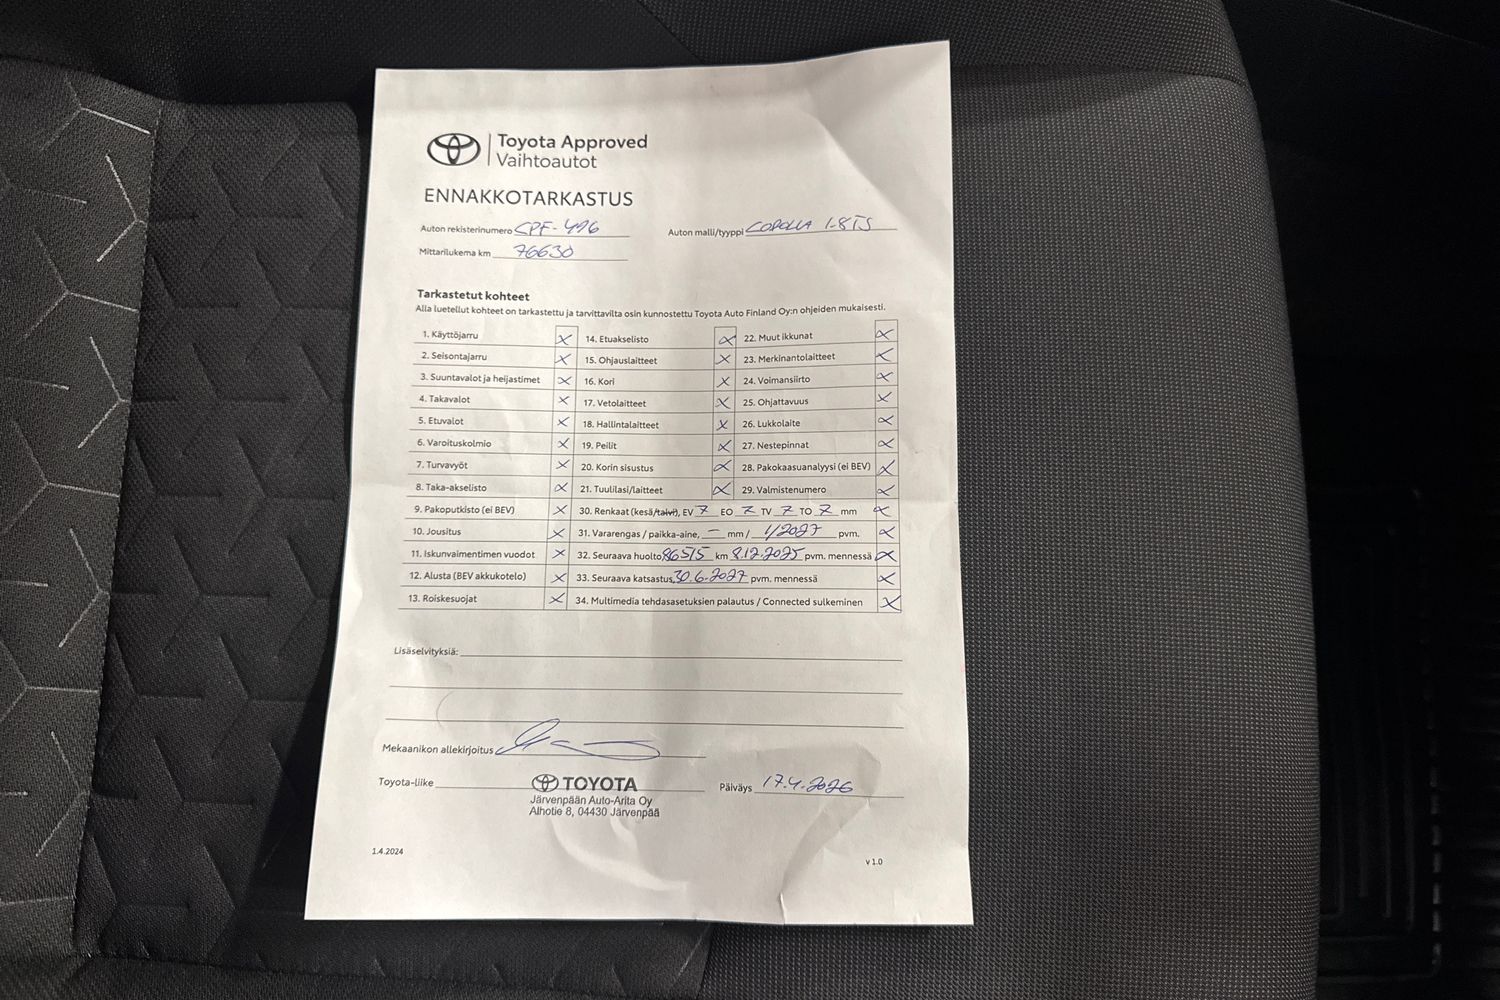 Toyota Approved
Vaihtoautot
ENNAKKOTARKASTUS
Auton rekisterinumero CPF-496 Auton malli/tyyppi COROLLA 1.8TS
Mittarilukema km 76630
Tarkastetut kohteet
Alla luetellut kohteet on tarkastettu ja tarvittavilta osin kunnostettu Toyota Auto Finland Oy:n ohjeiden mukaisesti.
1. Käyttöjarru X 14. Etuakselisto X 22. Muut ikkunat X
2. Seisontajarru X 15. Ohjauslaitteet X 23. Merkinantolaitteet X
3. Suuntavalot ja heijastimet X 16. Kori X 24. Voimansiirto X
4. Takavalot X 17. Vetolaitteet X 25. Ohjattavuus X
5. Etuvalot X 18. Hallintalaitteet X 26. Lukkolaite X
6. Varoituskolmio X 19. Peilit X 27. Nestepinnat X
7. Turvavyöt X 20. Korin sisustus X 28. Pakokaasuanalyysi (ei BEV) X
8. Taka-akselisto X 21. Tuulilasi/laitteet X 29. Valmistenumero X
9. Pakoputkisto (ei BEV) X 30. Renkaat (kesä/talvi), EV 7 EO 7 TV 7 TO 7 mm X
10. Jousitus X 31. Vararengas / paikka-aine, — mm / 1/2027 pvm. X
11. Iskunvaimentimen vuodot X 32. Seuraava huolto, 86515 km 8.12.2025 pvm. mennessä X
12. Alusta (BEV akkukotelo) X 33. Seuraava katsastus, 30.6.2027 pvm. mennessä X
13. Roiskesuojat X 34. Multimedia tehdasasetuksien palautus / Connected sulkeminen X
Lisäselvityksiä:
Mekaanikon allekirjoitus
Toyota-liike TOYOTA Päiväys 17.4.2026
Järvenpään Auto-Arita Oy
Alhotie 8, 04430 Järvenpää
1.4.2024 v 1.0